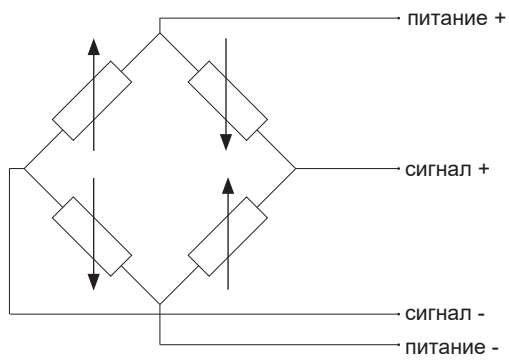 питание +
сигнал +
сигнал -
питание -